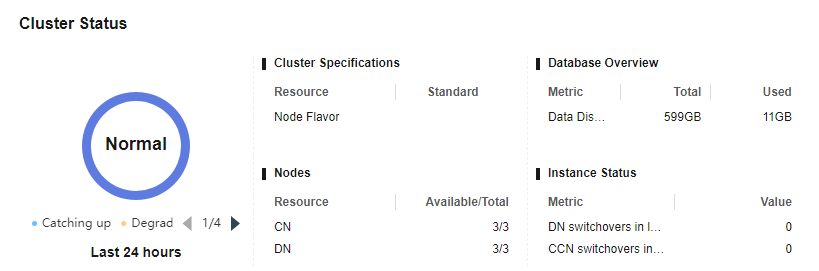 Cluster Status
Normal
Catching up Degrad 1/4
Last 24 hours
Cluster Specifications
Resource Standard
Node Flavor
Database Overview
Metric Total Used
Data Dis... 599GB 11GB
Nodes
Resource Available/Total
CN 3/3
DN 3/3
Instance Status
Metric Value
DN switchovers in l... 0
CCN switchovers in... 0